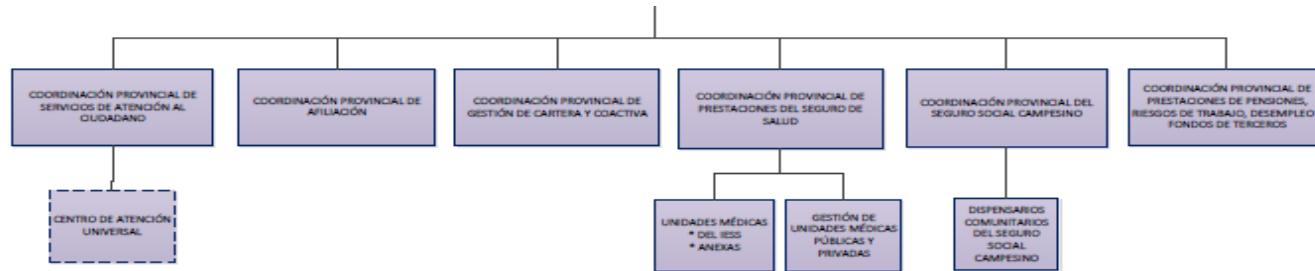 COORDINACIÓN PROVINCIAL DE
SERVICIOS DE ATENCIÓN AL
CIUDADANO
COORDINACIÓN PROVINCIAL DE
AFILIACIÓN
COORDINACIÓN PROVINCIAL DE
GESTIÓN DE CARTERA Y COACTIVA
COORDINACIÓN PROVINCIAL DE
PRESTACIONES DEL SEGURO DE
SALUD
COORDINACIÓN PROVINCIAL DEL
SEGURO SOCIAL CAMPESINO
COORDINACIÓN PROVINCIAL DE
PRESTACIONES DE PENSIONES,
RIESGOS DE TRABAJO, DESEMPLEO
FONDOS DE TERCEROS
CENTRO DE ATENCIÓN
UNIVERSAL
UNIDADES MÉDICAS
* DEL IESS
* ANEXAS
GESTIÓN DE
UNIDADES MÉDICAS
PÚBLICAS Y
PRIVADAS
DISPENSARIOS
COMUNITARIOS
DEL SEGURO
SOCIAL
CAMPESINO